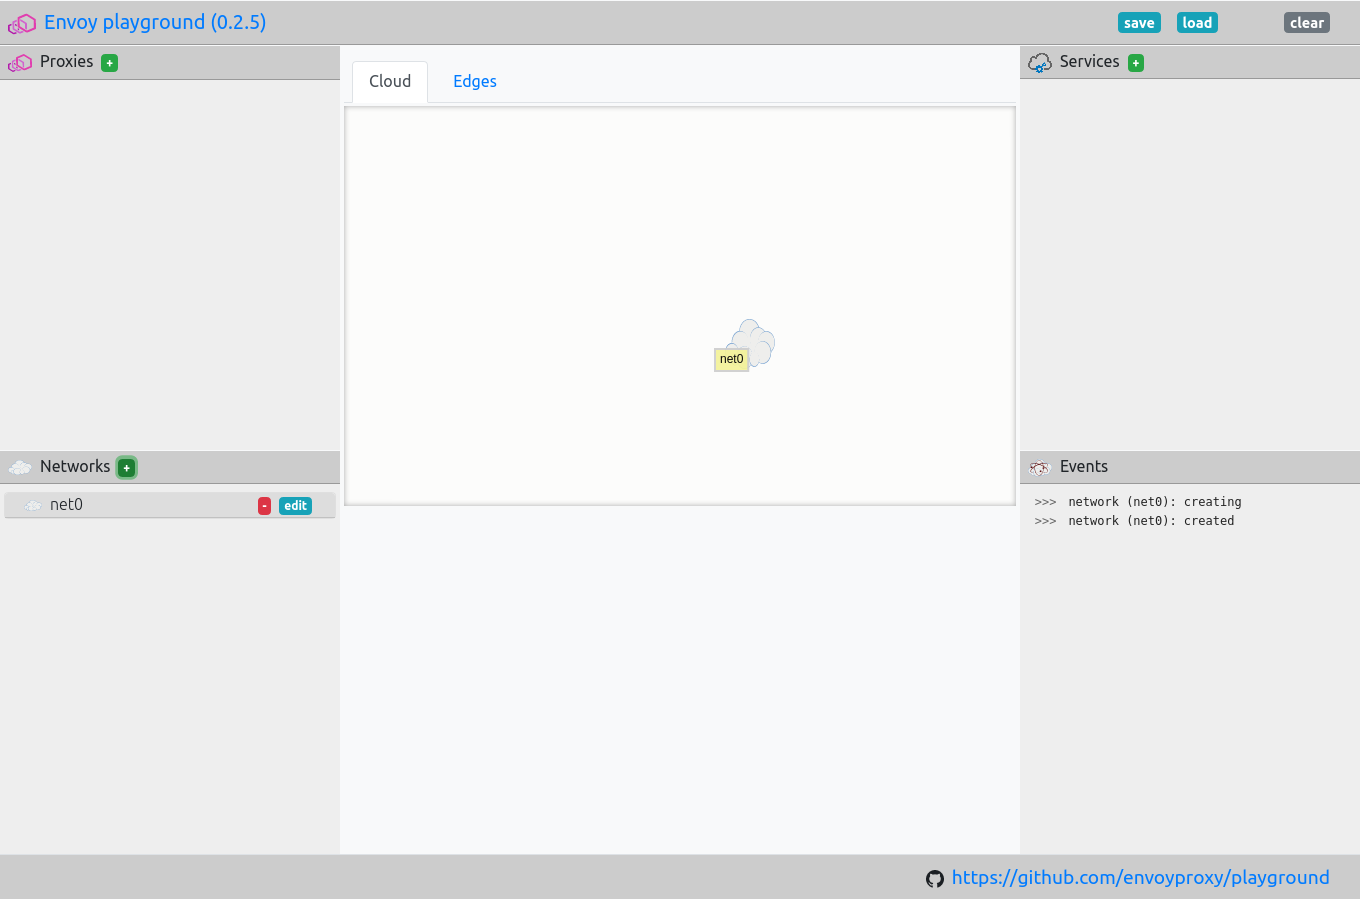 Envoy playground (0.2.5)
save
load
clear
Proxies +
Cloud
Edges
Services +
net0
Networks +
net0
-
edit
Events
>>> network (net0): creating
>>> network (net0): created
https://github.com/envoyproxy/playground